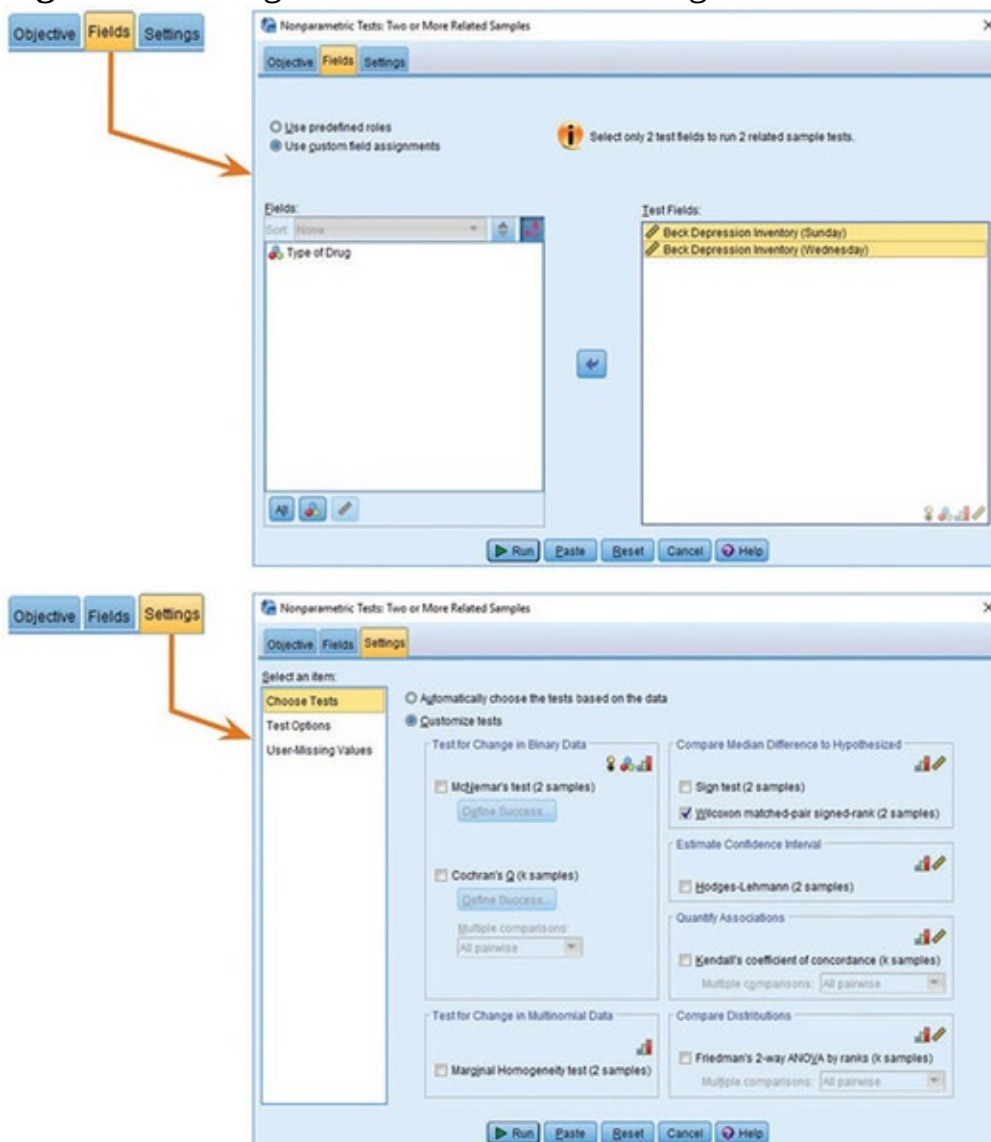 Objective Fields Settings
Nonparametric Tests: Two or More Related Samples
Objective Fields Settings
Use predefined roles
Use custom field assignments
Select only 2 test fields to run 2 related sample tests.
Fields:
Sort: None
Type of Drug
Test Fields:
Beck Depression Inventory (Sunday)
Beck Depression Inventory (Wednesday)
Run Paste Reset Cancel Help
Objective Fields Settings
Nonparametric Tests: Two or More Related Samples
Objective Fields Settings
Select an item:
Choose Tests
Test Options
User-Missing Values
Automatically choose the tests based on the data
Customize tests
Test for Change in Binary Data
McNemar's test (2 samples)
Define Success...
Cochran's Q (k samples)
Define Success...
Multiple comparisons:
All pairwise
Test for Change in Multinomial Data
Marginal Homogeneity test (2 samples)
Compare Median Difference to Hypothesized
Sign test (2 samples)
Wilcoxon matched-pair signed-rank (2 samples)
Estimate Confidence Interval
Hodges-Lehmann (2 samples)
Quantify Associations
Kendall's coefficient of concordance (k samples)
Multiple comparisons: All pairwise
Compare Distributions
Friedman's 2-way ANOVA by ranks (k samples)
Multiple comparisons: All pairwise
Run Paste Reset Cancel Help